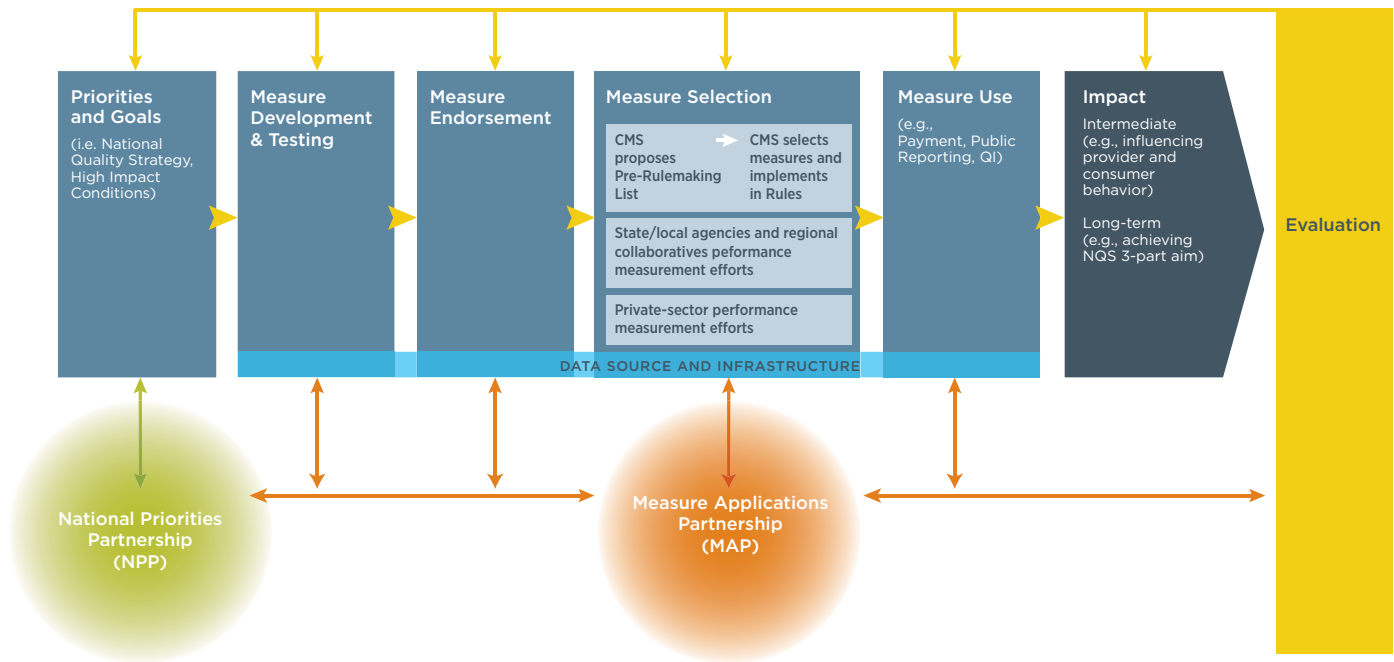 Priorities
and Goals
(i.e. National
Quality Strategy,
High Impact
Conditions)
Measure
Development
& Testing
Measure
Endorsement
Measure Selection
CMS
proposes
Pre-Rulemaking
List
CMS selects
measures and
implements
in Rules
State/local agencies and regional
collaboratives peformance
measurement efforts
Private-sector performance
measurement efforts
Measure Use
(e.g.,
Payment, Public
Reporting, QI)
Impact
Intermediate
(e.g., influencing
provider and
consumer
behavior)
Long-term
(e.g., achieving
NQS 3-part aim)
Evaluation
DATA SOURCE AND INFRASTRUCTURE
National Priorities
Partnership
(NPP)
Measure Applications
Partnership
(MAP)